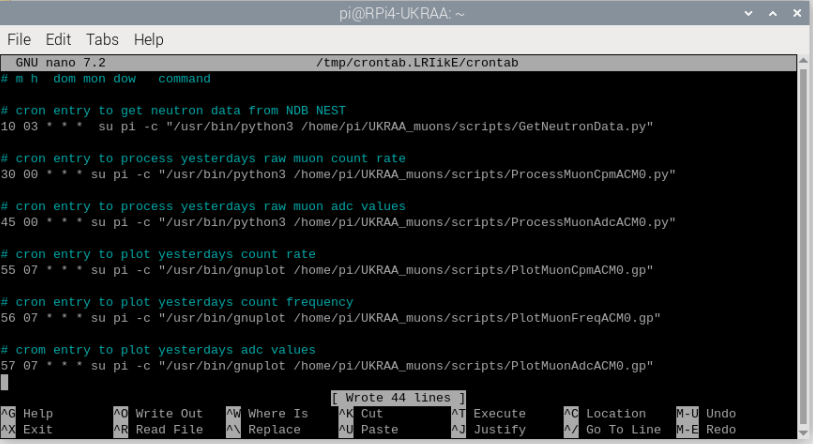 pi@RPi4-UKRAA: ~
File Edit Tabs Help
GNU nano 7.2 /tmp/crontab.LRIikE/crontab
# m h  dom mon dow   command
# cron entry to get neutron data from NDB NEST
10 03 * * *  su pi -c "/usr/bin/python3 /home/pi/UKRAA_muons/scripts/GetNeutronData.py"
# cron entry to process yesterdays raw muon count rate
30 00 * * * su pi -c "/usr/bin/python3 /home/pi/UKRAA_muons/scripts/ProcessMuonCpmACM0.py"
# cron entry to process yesterdays raw muon adc values
45 00 * * * su pi -c "/usr/bin/python3 /home/pi/UKRAA_muons/scripts/ProcessMuonAdcACM0.py"
# cron entry to plot yesterdays count rate
55 07 * * * su pi -c "/usr/bin/gnuplot /home/pi/UKRAA_muons/scripts/PlotMuonCpmACM0.gp"
# cron entry to plot yesterdays count frequency
56 07 * * * su pi -c "/usr/bin/gnuplot /home/pi/UKRAA_muons/scripts/PlotMuonFreqACM0.gp"
# crom entry to plot yesterdays adc values
57 07 * * * su pi -c "/usr/bin/gnuplot /home/pi/UKRAA_muons/scripts/PlotMuonAdcACM0.gp"
[ Wrote 44 lines ]
^G Help ^O Write Out ^W Where Is ^K Cut ^T Execute ^C Location M-U Undo
^X Exit ^R Read File ^\ Replace ^U Paste ^J Justify ^/ Go To Line M-E Redo